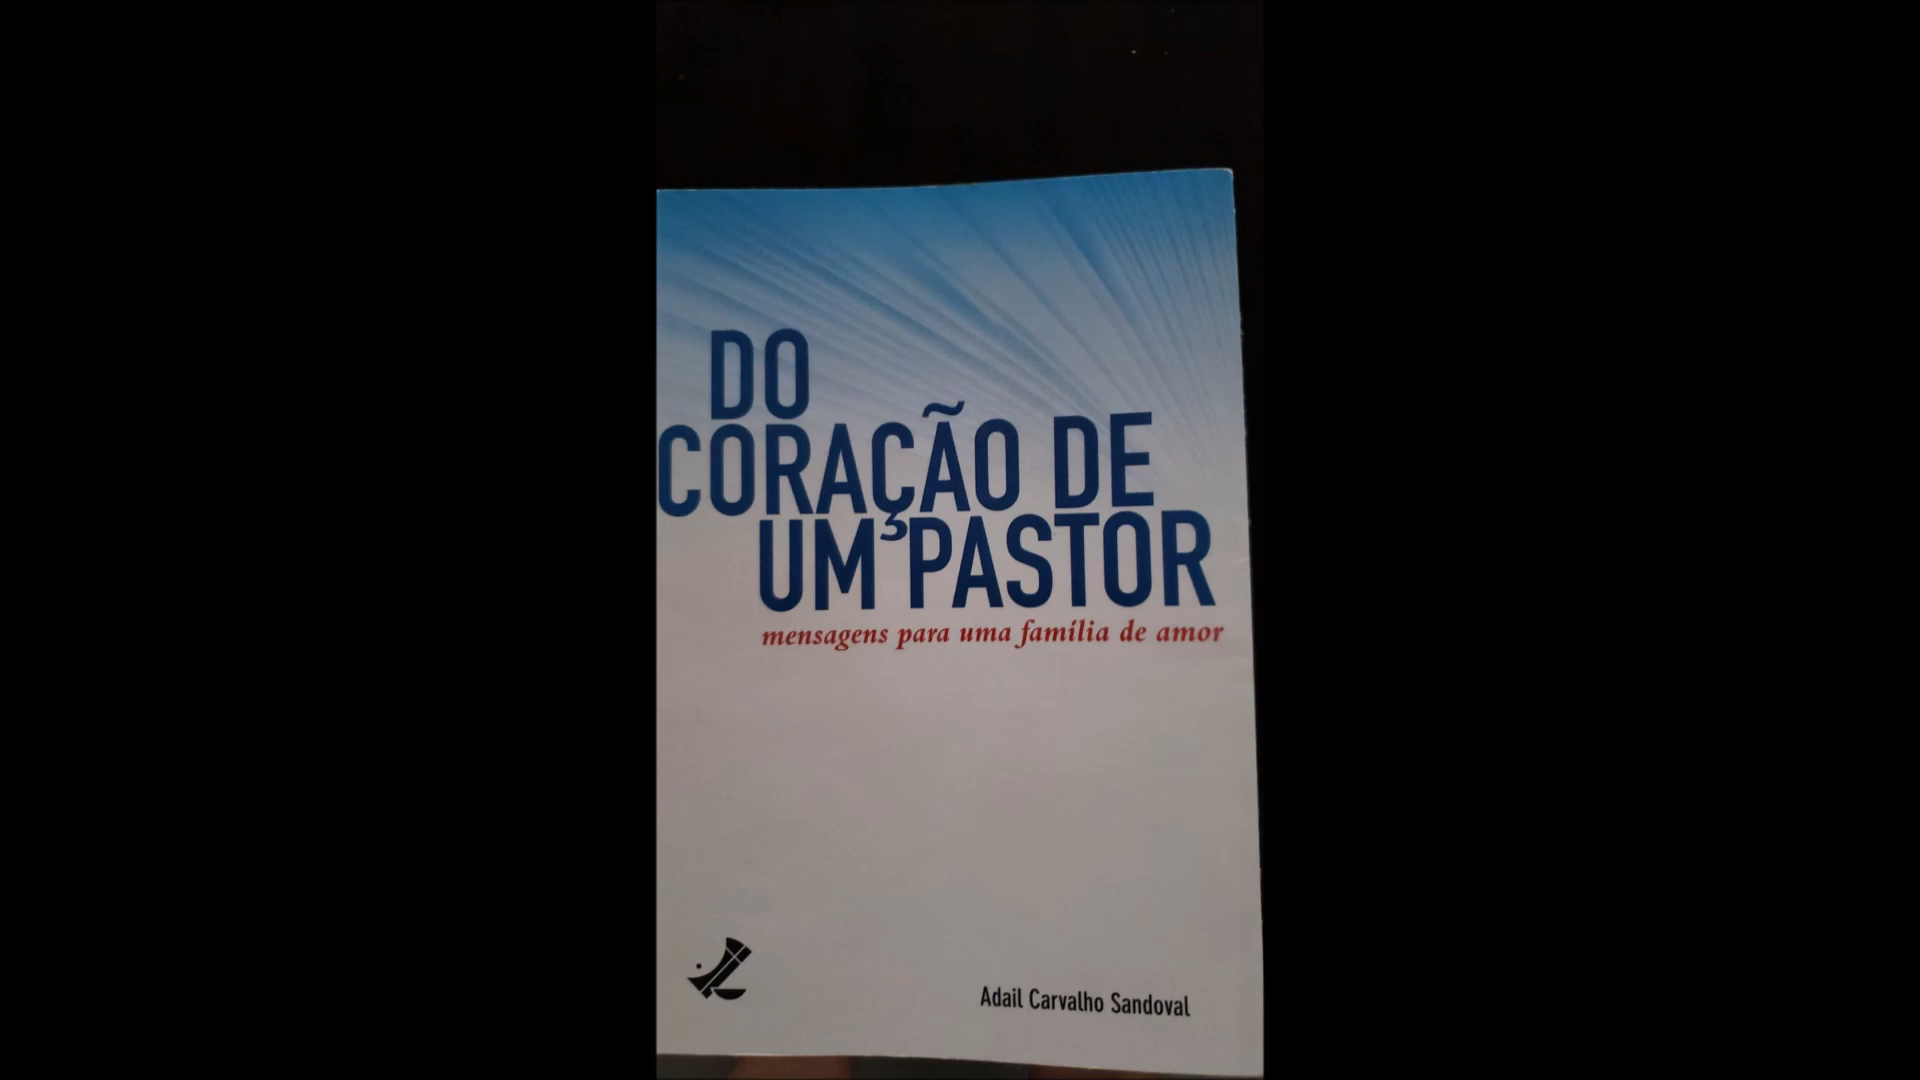 DO
CORAÇÃO DE
UM PASTOR
mensagens para uma família de amor
Adail Carvalho Sandoval